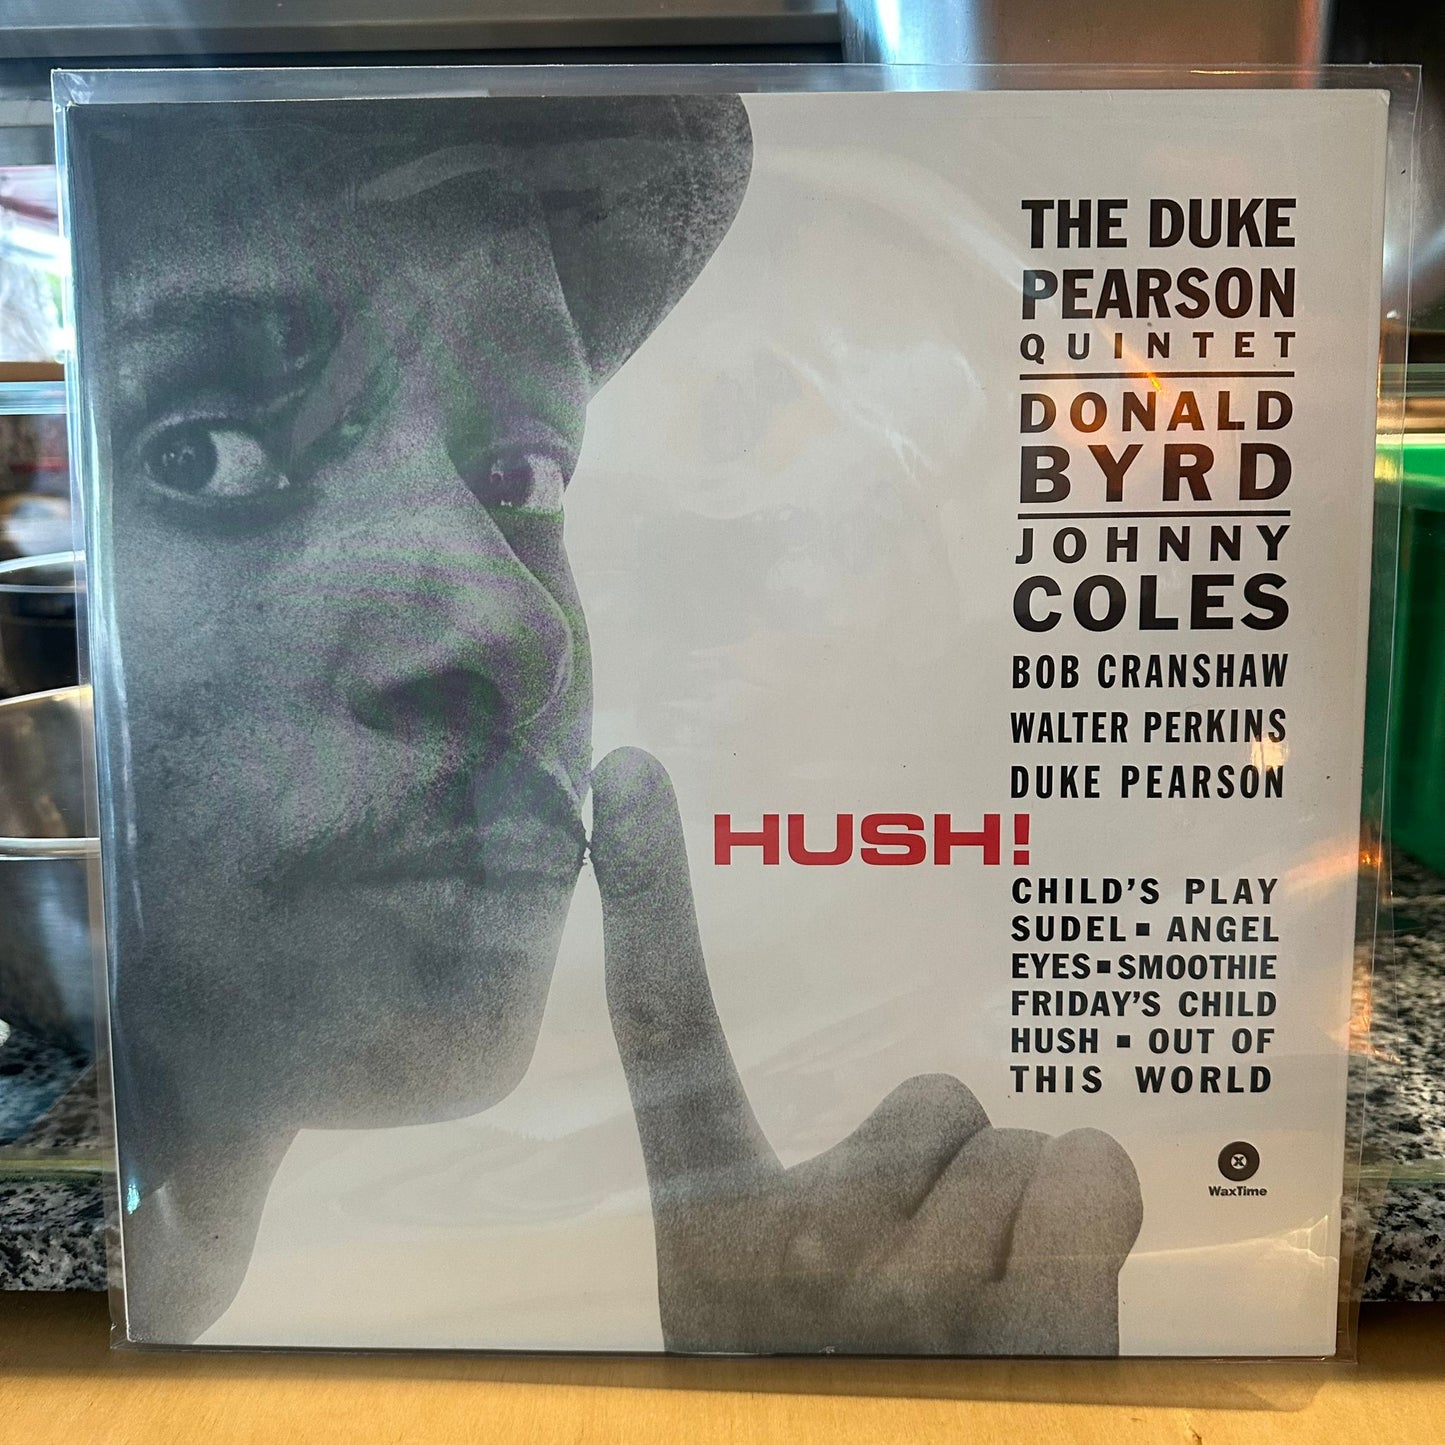 THE DUKE
PEARSON
QUINTET
DONALD
BYRD
JOHNNY
COLES
BOB CRANSHAW
WALTER PERKINS
DUKE PEARSON
HUSH!
CHILD'S PLAY
SUDEL ▪ ANGEL
EYES ▪ SMOOTHIE
FRIDAY'S CHILD
HUSH ▪ OUT OF
THIS WORLD
WaxTime